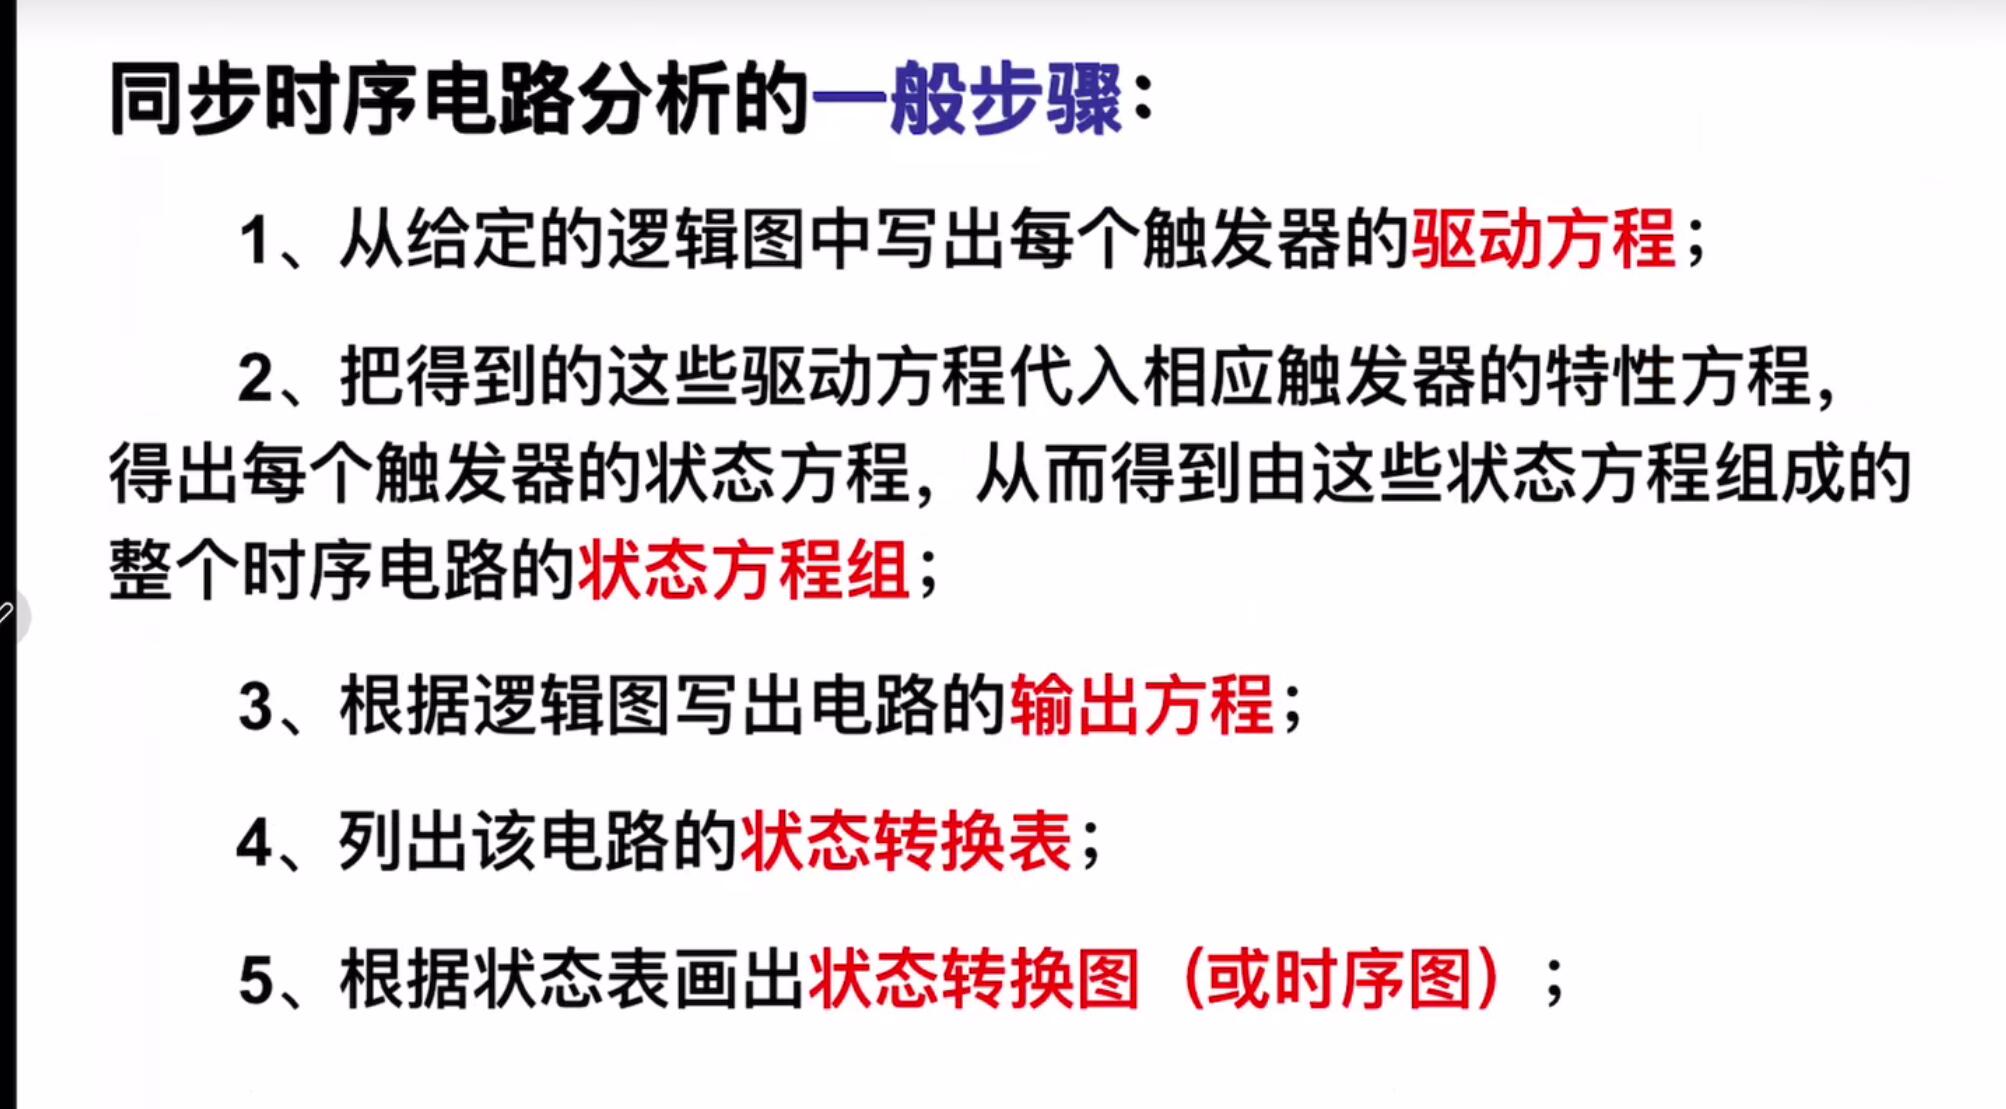 同步时序电路分析的一般步骤：
1、从给定的逻辑图中写出每个触发器的驱动方程；
2、把得到的这些驱动方程代入相应触发器的特性方程，
得出每个触发器的状态方程，从而得到由这些状态方程组成的
整个时序电路的状态方程组；
3、根据逻辑图写出电路的输出方程；
4、列出该电路的状态转换表；
5、根据状态表画出状态转换图（或时序图）；